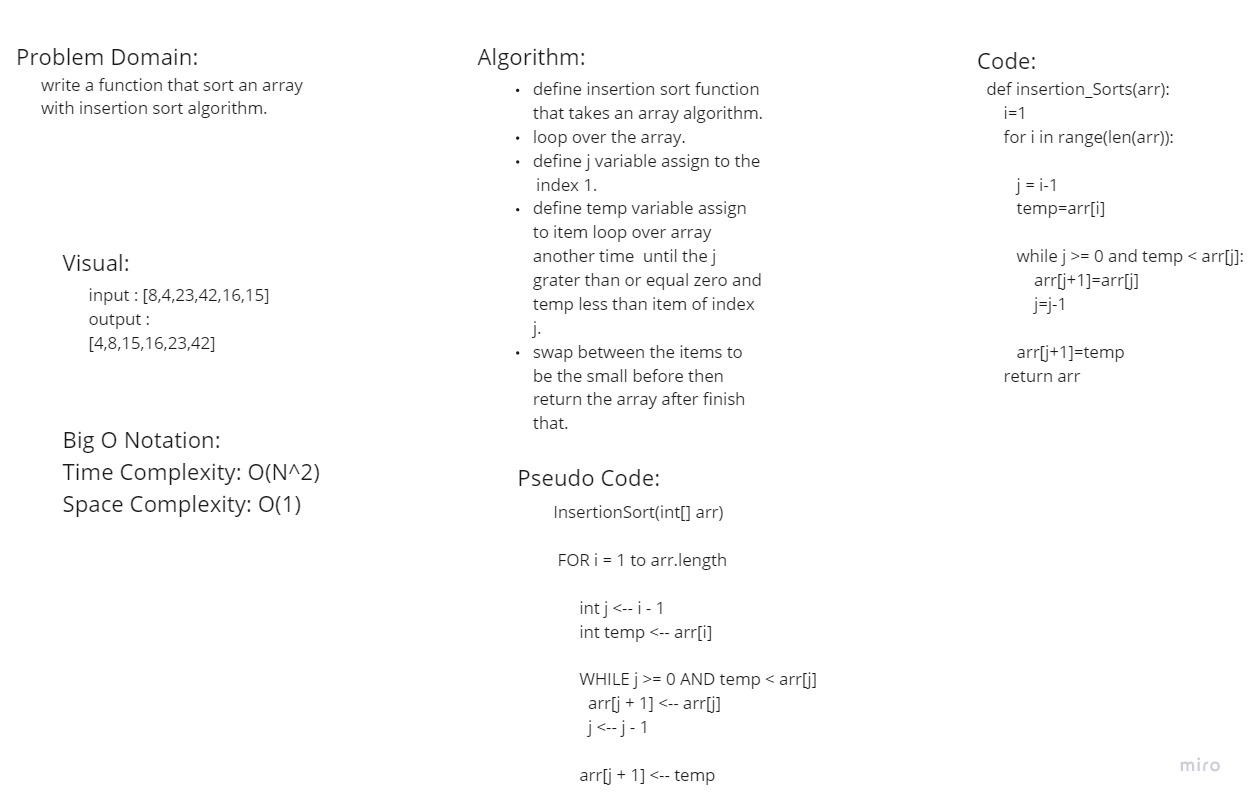 Problem Domain:
write a function that sort an array
with insertion sort algorithm.
Visual:
input : [8,4,23,42,16,15]
output :
[4,8,15,16,23,42]
Big O Notation:
Time Complexity: O(N^2)
Space Complexity: O(1)
Algorithm:
• define insertion sort function
that takes an array algorithm.
• loop over the array.
• define j variable assign to the
index 1.
• define temp variable assign
to item loop over array
another time  until the j
grater than or equal zero and
temp less than item of index
j.
• swap between the items to
be the small before then
return the array after finish
that.
Pseudo Code:
InsertionSort(int[] arr)
FOR i = 1 to arr.length
int j <-- i - 1
int temp <-- arr[i]
WHILE j >= 0 AND temp < arr[j]
arr[j + 1] <-- arr[j]
j <-- j - 1
arr[j + 1] <-- temp
Code:
def insertion_Sorts(arr):
i=1
for i in range(len(arr)):
j = i-1
temp=arr[i]
while j >= 0 and temp < arr[j]:
arr[j+1]=arr[j]
j=j-1
arr[j+1]=temp
return arr
miro